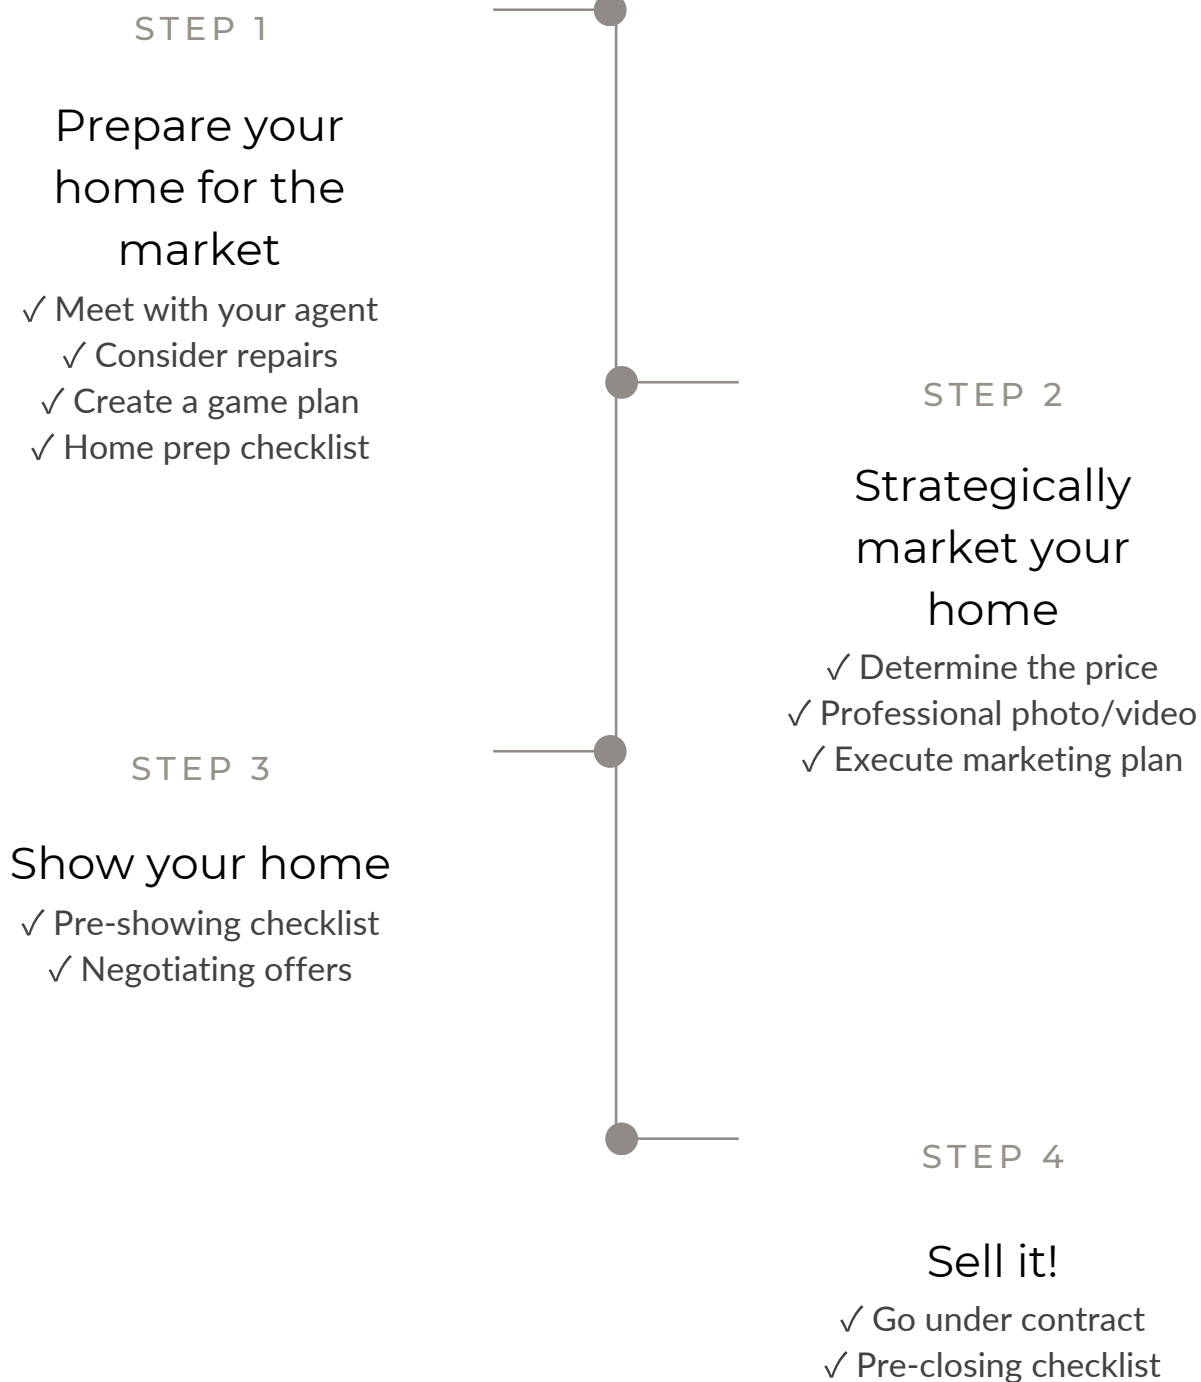 STEP 1
Prepare your
home for the
market
✓ Meet with your agent
✓ Consider repairs
✓ Create a game plan
✓ Home prep checklist
STEP 2
Strategically
market your
home
✓ Determine the price
✓ Professional photo/video
✓ Execute marketing plan
STEP 3
Show your home
✓ Pre-showing checklist
✓ Negotiating offers
STEP 4
Sell it!
✓ Go under contract
✓ Pre-closing checklist